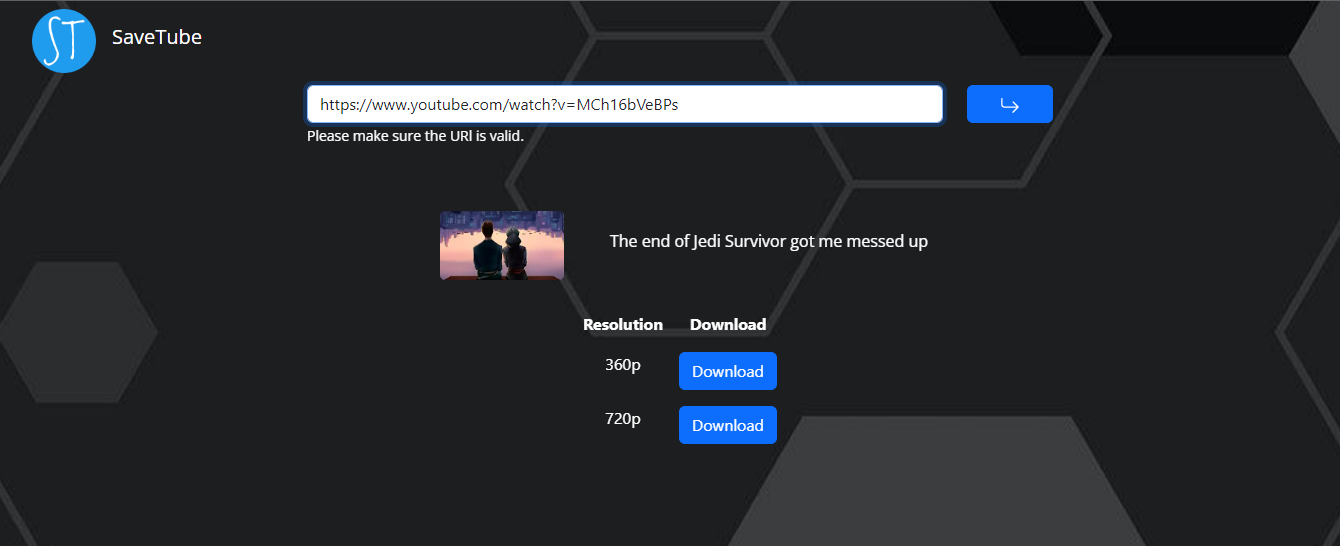 ST
SaveTube
https://www.youtube.com/watch?v=MCh16bVeBPs
Please make sure the URI is valid.
The end of Jedi Survivor got me messed up
Resolution Download
360p Download
720p Download